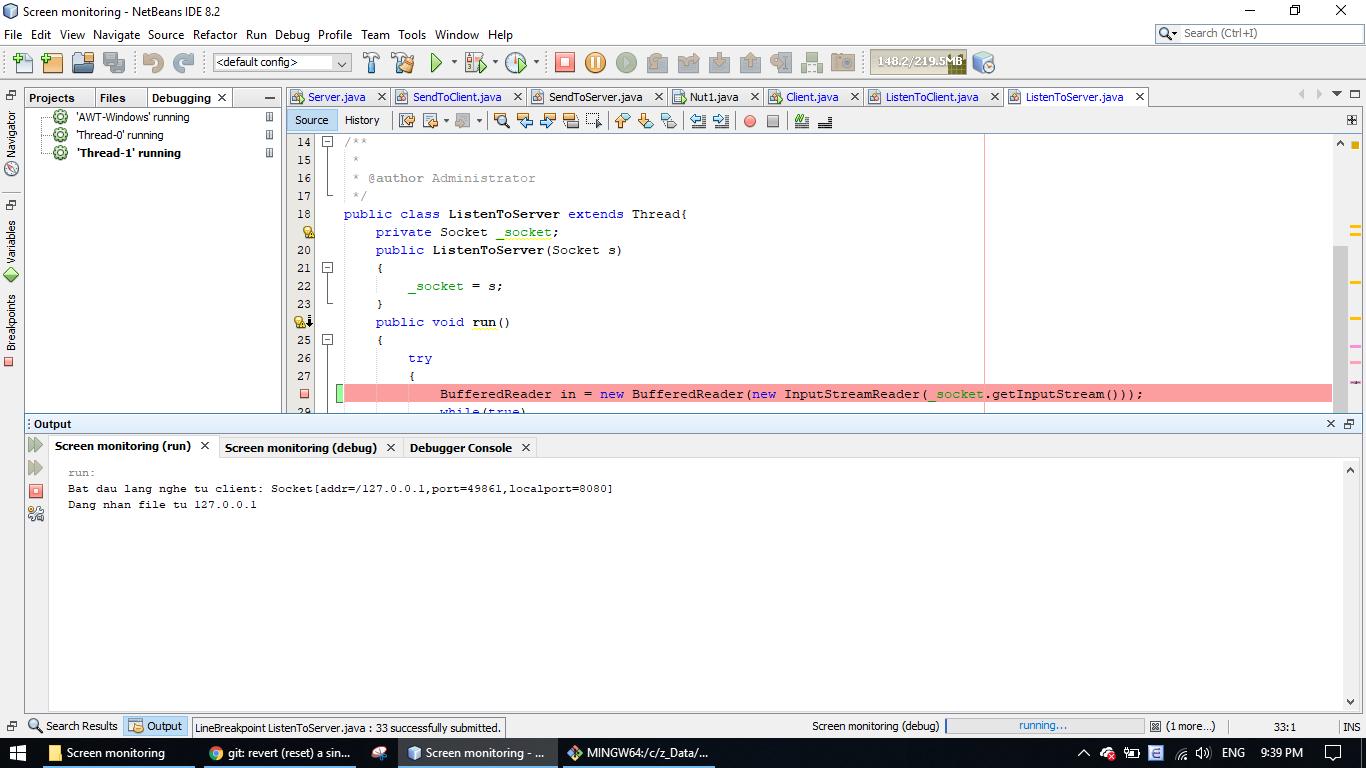 Screen monitoring - NetBeans IDE 8.2
File Edit View Navigate Source Refactor Run Debug Profile Team Tools Window Help
Search (Ctrl+I)
<default config>
148.2/219.5MB
Projects Files Debugging
Server.java SendToClient.java SendToServer.java Nut1.java Client.java ListenToClient.java ListenToServer.java
Navigator
Variables
Breakpoints
'AWT-Windows' running
'Thread-0' running
'Thread-1' running
Source History
14 /**
15 *
16 * @author Administrator
17 */
18 public class ListenToServer extends Thread{
private Socket _socket;
20 public ListenToServer(Socket s)
21 {
22 _socket = s;
23 }
public void run()
25 {
26 try
27 {
BufferedReader in = new BufferedReader(new InputStreamReader(_socket.getInputStream()));
29 while(true)
Output
Screen monitoring (run) Screen monitoring (debug) Debugger Console
run:
Bat dau lang nghe tu client: Socket[addr=/127.0.0.1,port=49861,localport=8080]
Dang nhan file tu 127.0.0.1
Search Results Output LineBreakpoint ListenToServer.java : 33 successfully submitted. Screen monitoring (debug) running... (1 more...) 33:1 INS
Screen monitoring git: revert (reset) a sin... Screen monitoring - ... MINGW64:/c/z_Data/... ENG 9:39 PM